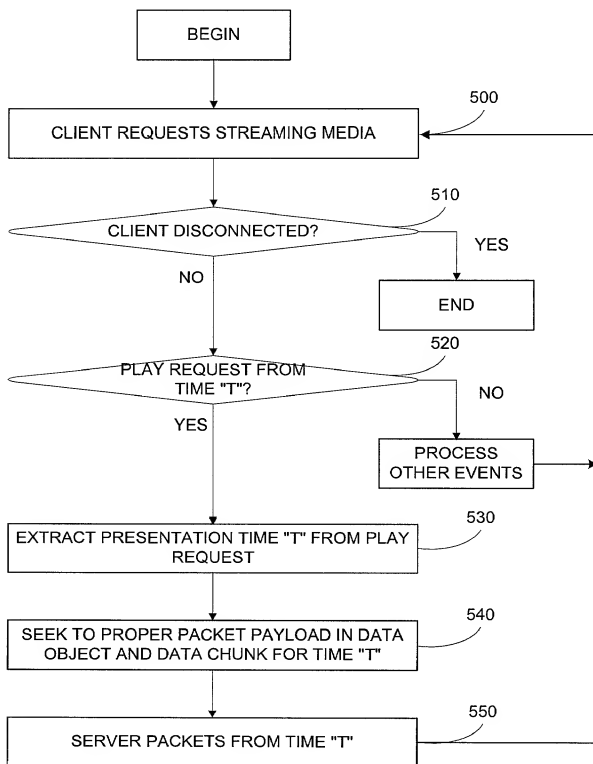 BEGIN
500
CLIENT REQUESTS STREAMING MEDIA
510
CLIENT DISCONNECTED?
YES
NO
END
520
PLAY REQUEST FROM
TIME "T"?
NO
YES
PROCESS
OTHER EVENTS
530
EXTRACT PRESENTATION TIME "T" FROM PLAY
REQUEST
540
SEEK TO PROPER PACKET PAYLOAD IN DATA
OBJECT AND DATA CHUNK FOR TIME "T"
550
SERVER PACKETS FROM TIME "T"